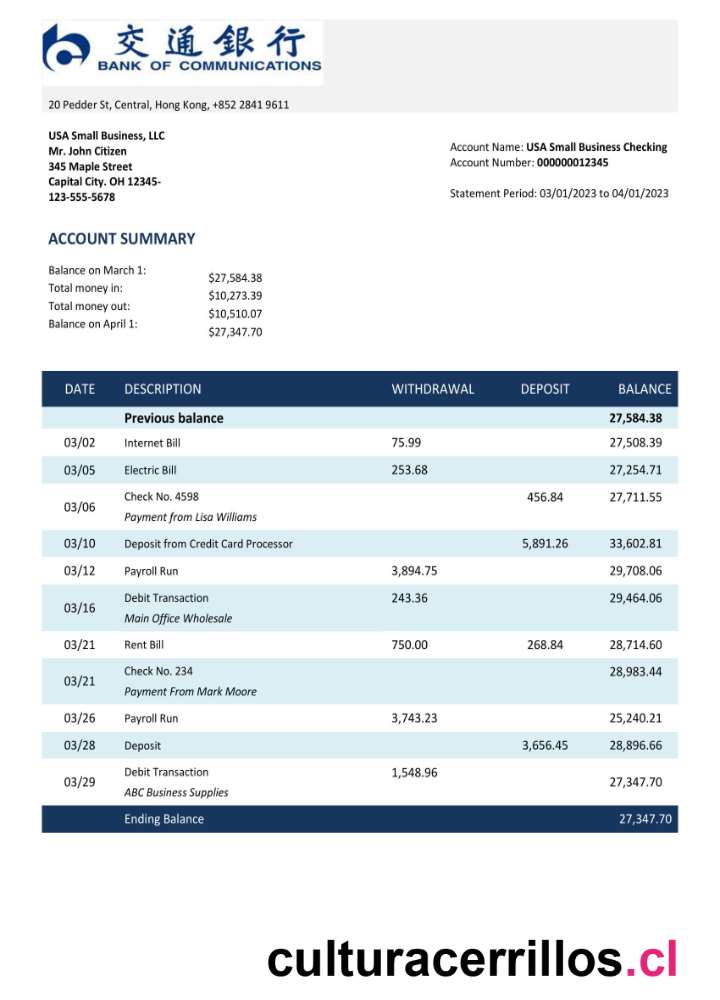 交通銀行
BANK OF COMMUNICATIONS
20 Pedder St, Central, Hong Kong, +852 2841 9611
USA Small Business, LLC
Mr. John Citizen
345 Maple Street
Capital City. OH 12345-
123-555-5678
Account Name: USA Small Business Checking
Account Number: 000000012345
Statement Period: 03/01/2023 to 04/01/2023
ACCOUNT SUMMARY
Balance on March 1: $27,584.38
Total money in: $10,273.39
Total money out: $10,510.07
Balance on April 1: $27,347.70
DATE DESCRIPTION WITHDRAWAL DEPOSIT BALANCE
Previous balance 27,584.38
03/02 Internet Bill 75.99 27,508.39
03/05 Electric Bill 253.68 27,254.71
03/06 Check No. 4598 456.84 27,711.55
Payment from Lisa Williams
03/10 Deposit from Credit Card Processor 5,891.26 33,602.81
03/12 Payroll Run 3,894.75 29,708.06
03/16 Debit Transaction 243.36 29,464.06
Main Office Wholesale
03/21 Rent Bill 750.00 268.84 28,714.60
03/21 Check No. 234 28,983.44
Payment From Mark Moore
03/26 Payroll Run 3,743.23 25,240.21
03/28 Deposit 3,656.45 28,896.66
03/29 Debit Transaction 1,548.96 27,347.70
ABC Business Supplies
Ending Balance 27,347.70
culturacerrillos.cl